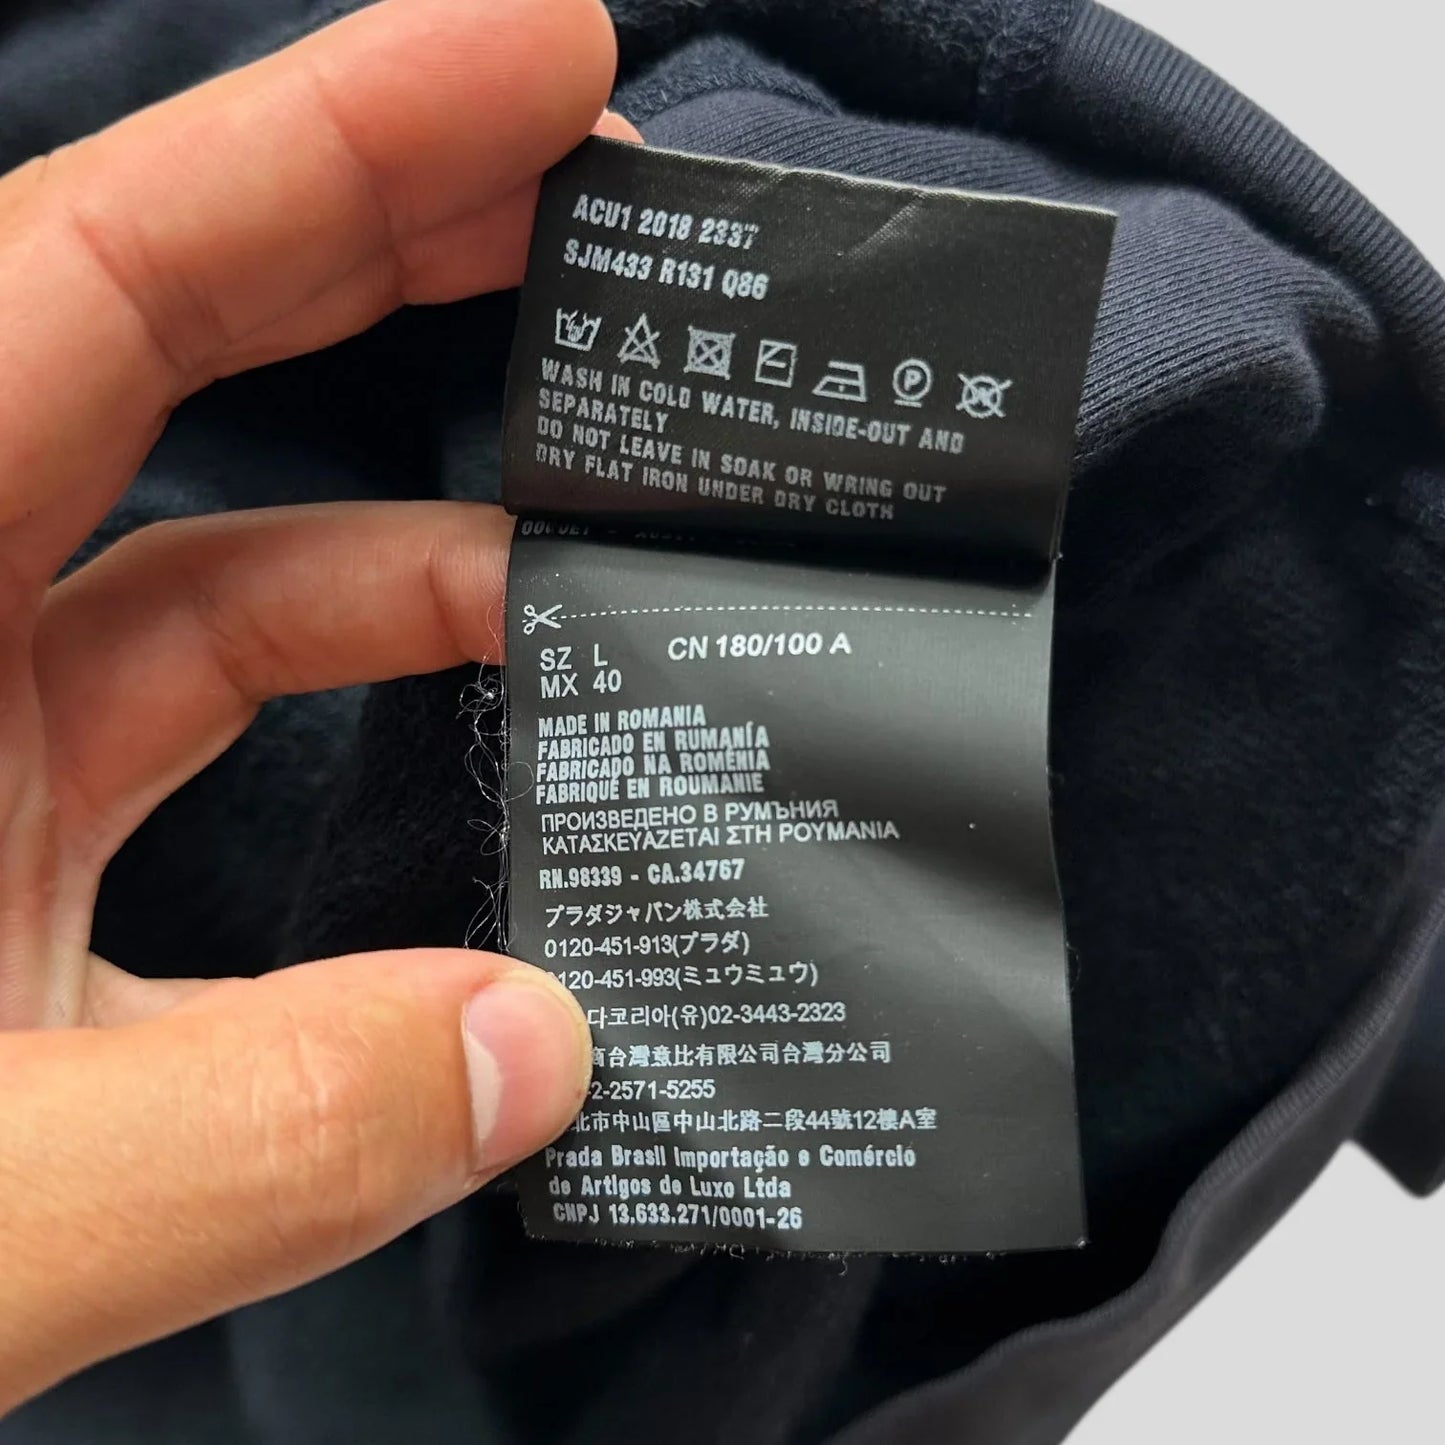 ACU1 2018 233T
SJM433 R131 Q86
WASH IN COLD WATER, INSIDE-OUT AND
SEPARATELY
DO NOT LEAVE IN SOAK OR WRING OUT
DRY FLAT IRON UNDER DRY CLOTH
SZ L CN 180/100 A
MX 40
MADE IN ROMANIA
FABRICADO EN RUMANÍA
FABRICADO NA ROMÉNIA
FABRIQUÉ EN ROUMANIE
ПРОИЗВЕДЕНО В РУМЪНИЯ
ΚΑΤΑΣΚΕΥΑΖΕΤΑΙ ΣΤΗ ΡΟΥΜΑΝΙΑ
RN.98339 - CA.34767
プラダジャパン株式会社
0120-451-913(プラダ)
0120-451-993(ミュウミュウ)
다코리아(유)02-3443-2323
商台灣意比有限公司台灣分公司
2-2571-5255
北市中山區中山北路二段44號12樓A室
Prada Brasil Importação e Comércio
de Artigos de Luxo Ltda
CNPJ 13.633.271/0001-26